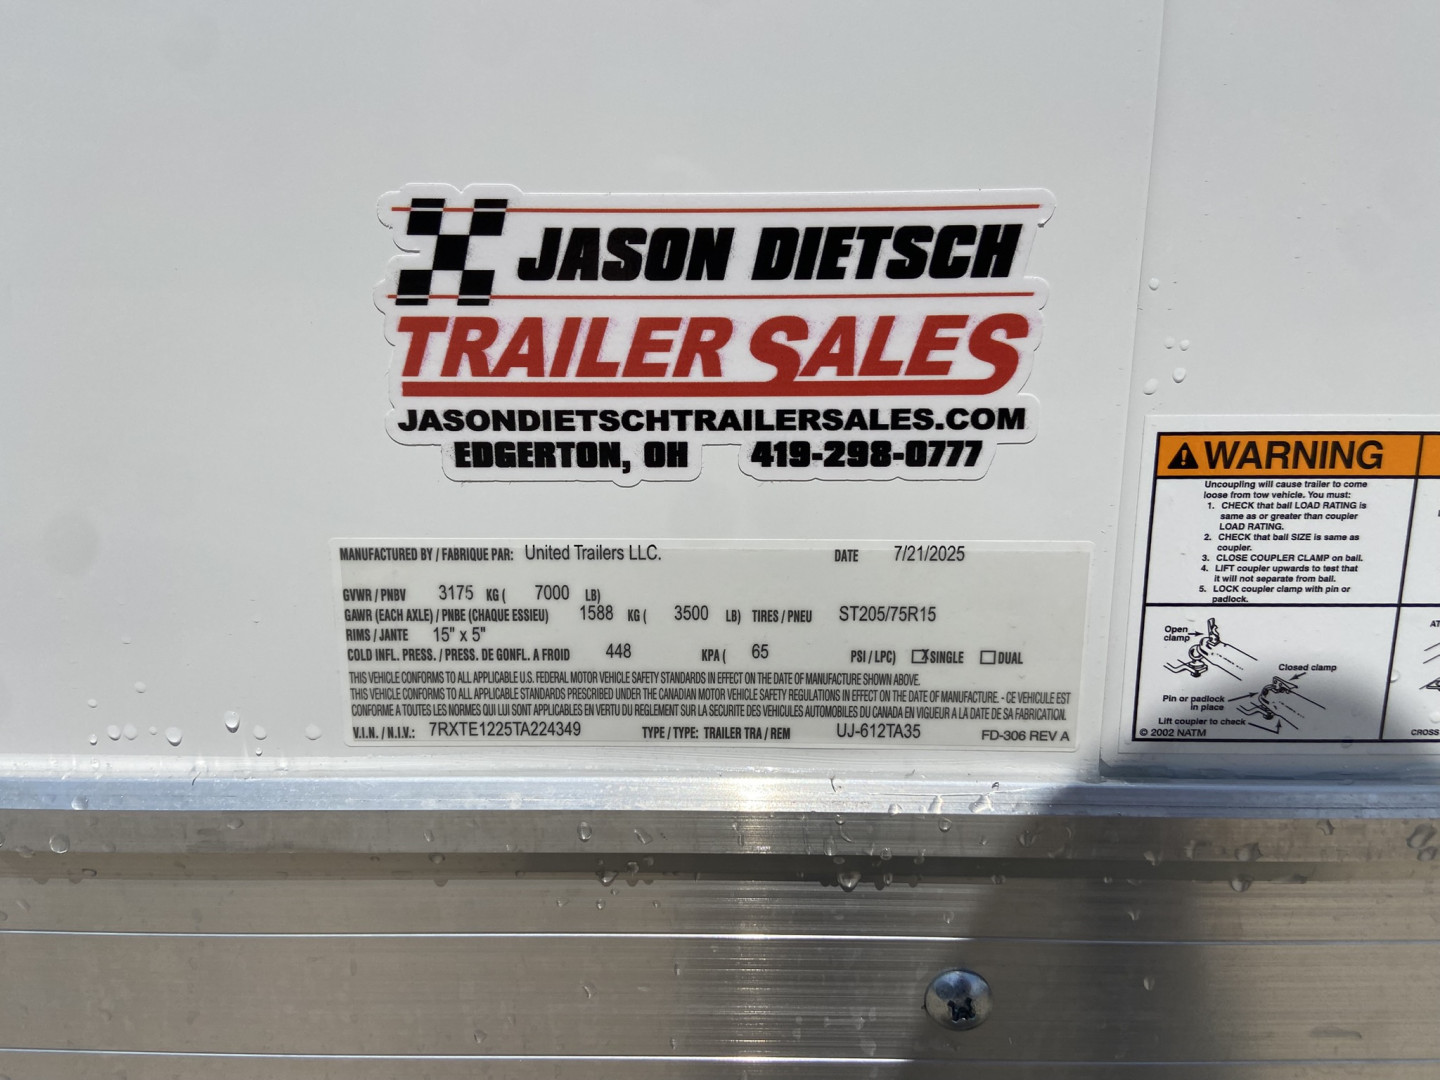 JASON DIETSCH
TRAILER SALES
JASONDIETSCHTRAILERSALES.COM
EDGERTON, OH 419-298-0777
MANUFACTURED BY / FABRIQUE PAR: United Trailers LLC. DATE 7/21/2025
GVWR / PNBV 3175 KG ( 7000 LB)
GAWR (EACH AXLE) / PNBE (CHAQUE ESSIEU) 1588 KG ( 3500 LB) TIRES / PNEU ST205/75R15
RIMS / JANTE 15" x 5"
COLD INFL. PRESS. / PRESS. DE GONFL. A FROID 448 KPA ( 65 PSI / LPC) X SINGLE DUAL
THIS VEHICLE CONFORMS TO ALL APPLICABLE U.S. FEDERAL MOTOR VEHICLE SAFETY STANDARDS IN EFFECT ON THE DATE OF MANUFACTURE SHOWN ABOVE.
THIS VEHICLE CONFORMS TO ALL APPLICABLE STANDARDS PRESCRIBED UNDER THE CANADIAN MOTOR VEHICLE SAFETY REGULATIONS IN EFFECT ON THE DATE OF MANUFACTURE. - CE VEHICULE EST
CONFORME A TOUTES LES NORMES QUI LUI SONT APPLICABLES EN VERTU DU REGLEMENT SUR LA SECURITE DES VEHICULES AUTOMOBILES DU CANADA EN VIGUEUR A LA DATE DE SA FABRICATION.
V.I.N. / N.I.V.: 7RXTE1225TA224349 TYPE / TYPE: TRAILER TRA / REM UJ-612TA35 FD-306 REV A
WARNING
Uncoupling will cause trailer to come
loose from tow vehicle. You must:
1. CHECK that ball LOAD RATING is
same as or greater than coupler
LOAD RATING.
2. CHECK that ball SIZE is same as
coupler.
3. CLOSE COUPLER CLAMP on ball.
4. LIFT coupler upwards to test that
it will not separate from ball.
5. LOCK coupler clamp with pin or
padlock.
Open
clamp
Closed clamp
Pin or padlock
in place
Lift coupler to check
© 2002 NATM
AT
CROSS